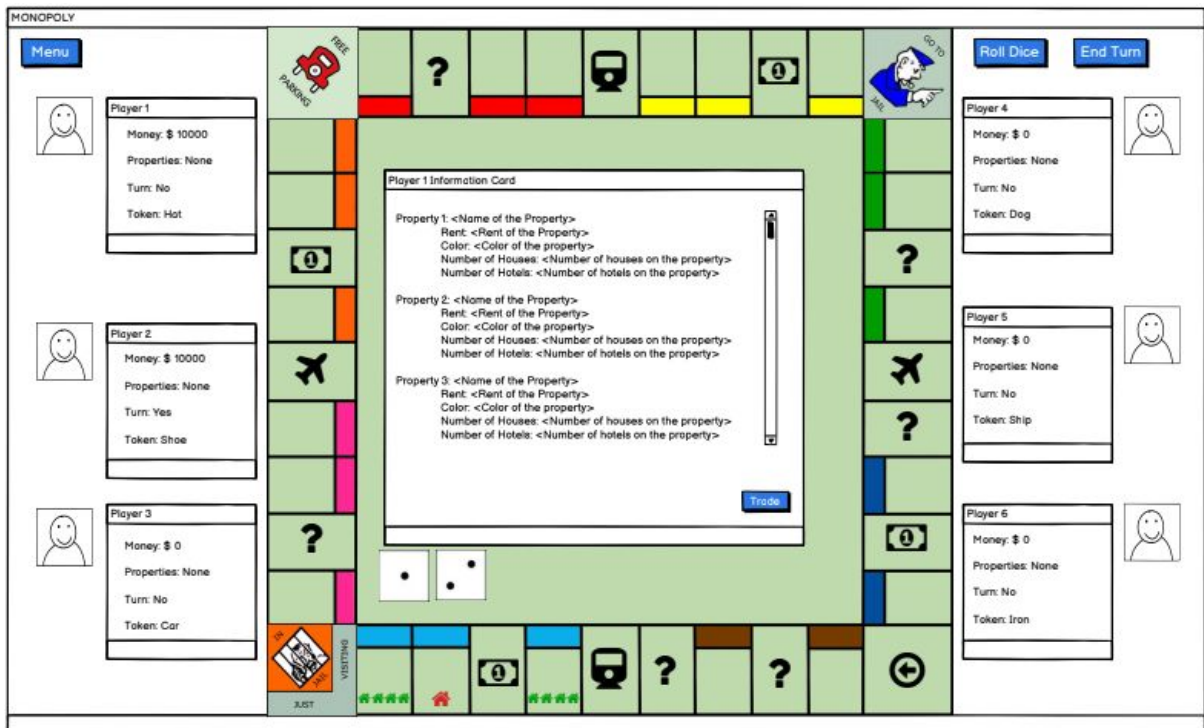 MONOPOLY
Menu
Roll Dice
End Turn
FREE
PARKING
GO TO
JAIL
Player 1
Money: $ 10000
Properties: None
Turn: No
Token: Hat
Player 2
Money: $ 10000
Properties: None
Turn: Yes
Token: Shoe
Player 3
Money: $ 0
Properties: None
Turn: No
Token: Car
Player 1 Information Card
Property 1: <Name of the Property>
Rent: <Rent of the Property>
Color: <Color of the property>
Number of Houses: <Number of houses on the property>
Number of Hotels: <Number of hotels on the property>
Property 2: <Name of the Property>
Rent: <Rent of the Property>
Color: <Color of the property>
Number of Houses: <Number of houses on the property>
Number of Hotels: <Number of hotels on the property>
Property 3: <Name of the Property>
Rent: <Rent of the Property>
Color: <Color of the property>
Number of Houses: <Number of houses on the property>
Number of Hotels: <Number of hotels on the property>
Trade
Player 4
Money: $ 0
Properties: None
Turn: No
Token: Dog
Player 5
Money: $ 0
Properties: None
Turn: No
Token: Ship
Player 6
Money: $ 0
Properties: None
Turn: No
Token: Iron
?
?
?
?
?
?
1
1
1
1
IN
JAIL
JUST
VISITING